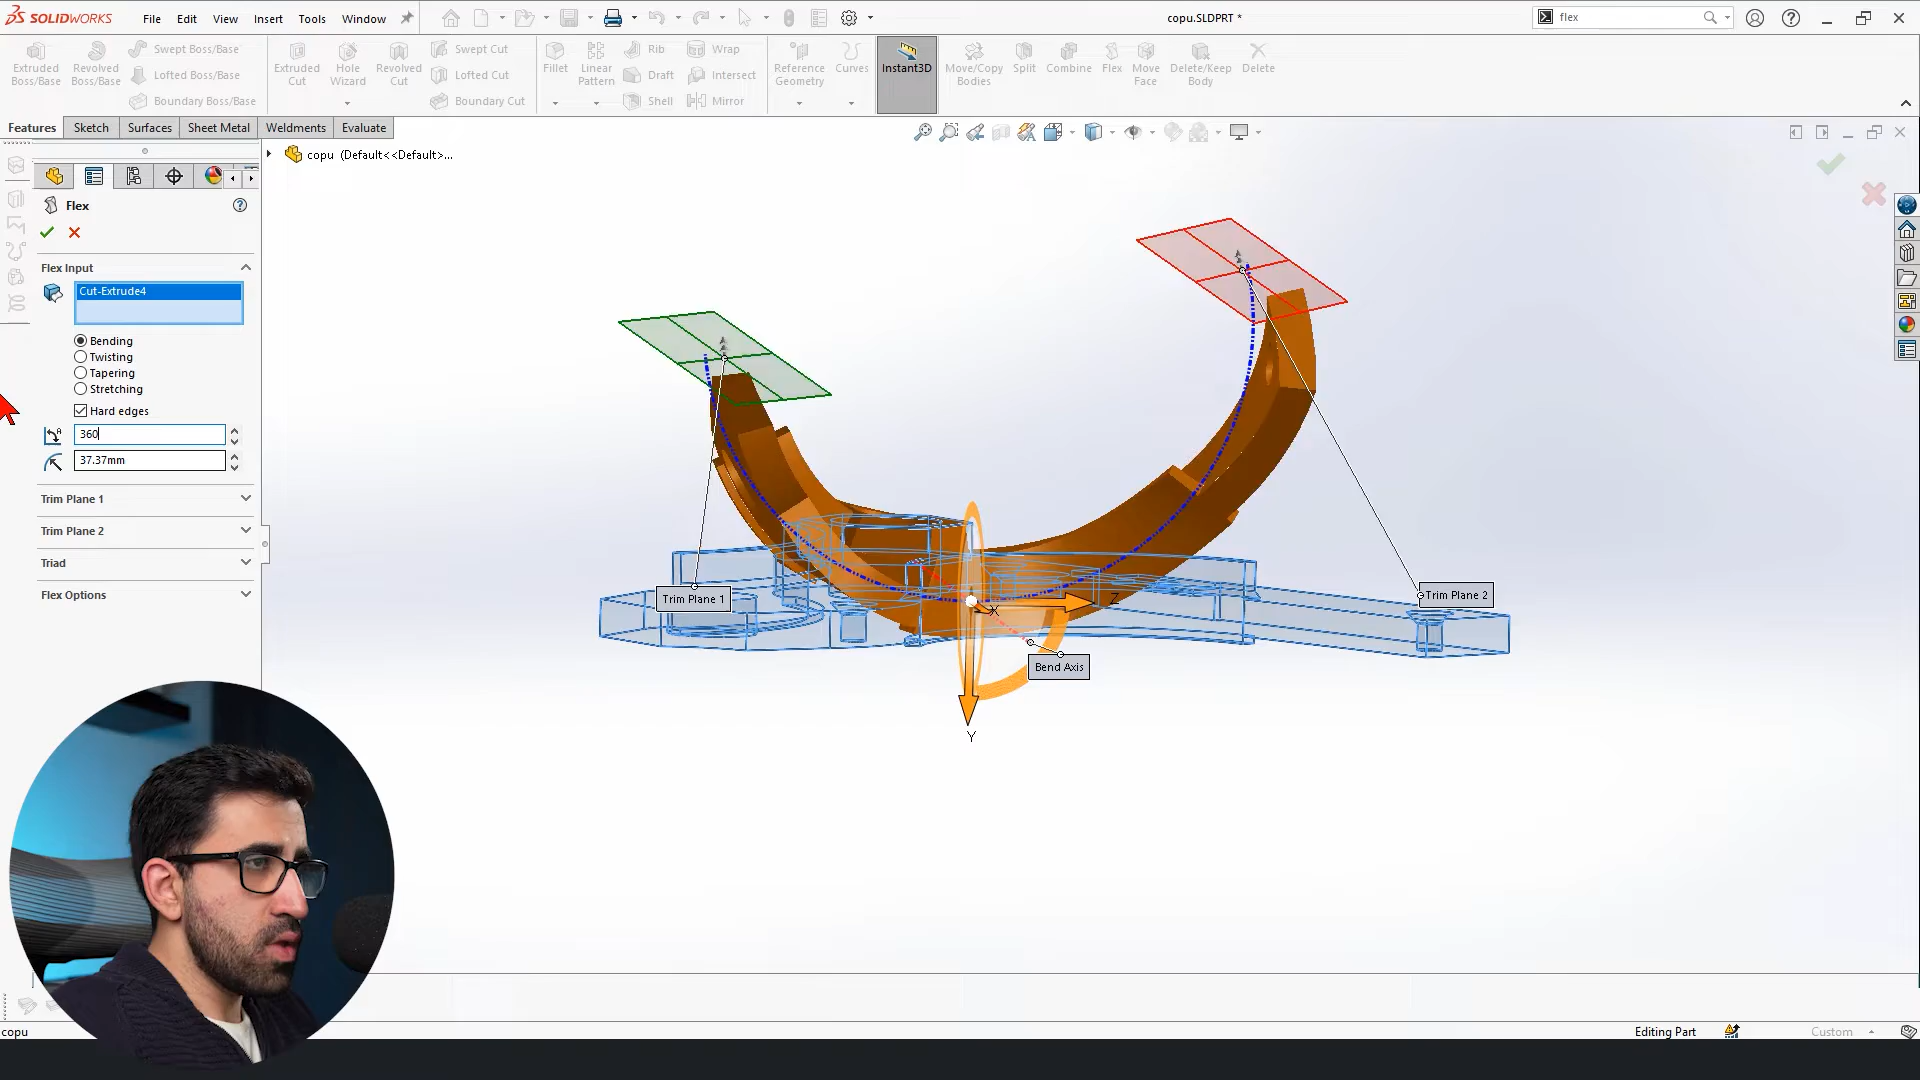 SOLIDWORKS
File Edit View Insert Tools Window
copu.SLDPRT *
flex
Extruded Boss/Base
Revolved Boss/Base
Swept Boss/Base
Lofted Boss/Base
Boundary Boss/Base
Extruded Cut
Hole Wizard
Revolved Cut
Swept Cut
Lofted Cut
Boundary Cut
Fillet
Linear Pattern
Rib
Draft
Shell
Wrap
Intersect
Mirror
Reference Geometry
Curves
Instant3D
Move/Copy Bodies
Split
Combine
Flex
Move Face
Delete/Keep Body
Delete
Features Sketch Surfaces Sheet Metal Weldments Evaluate
copu (Default<<Default>...
Flex
Flex Input
Cut-Extrude4
Bending
Twisting
Tapering
Stretching
Hard edges
360
37.37mm
Trim Plane 1
Trim Plane 2
Triad
Flex Options
Trim Plane 1
Trim Plane 2
Z
X
Bend Axis
Y
copu
Editing Part
Custom